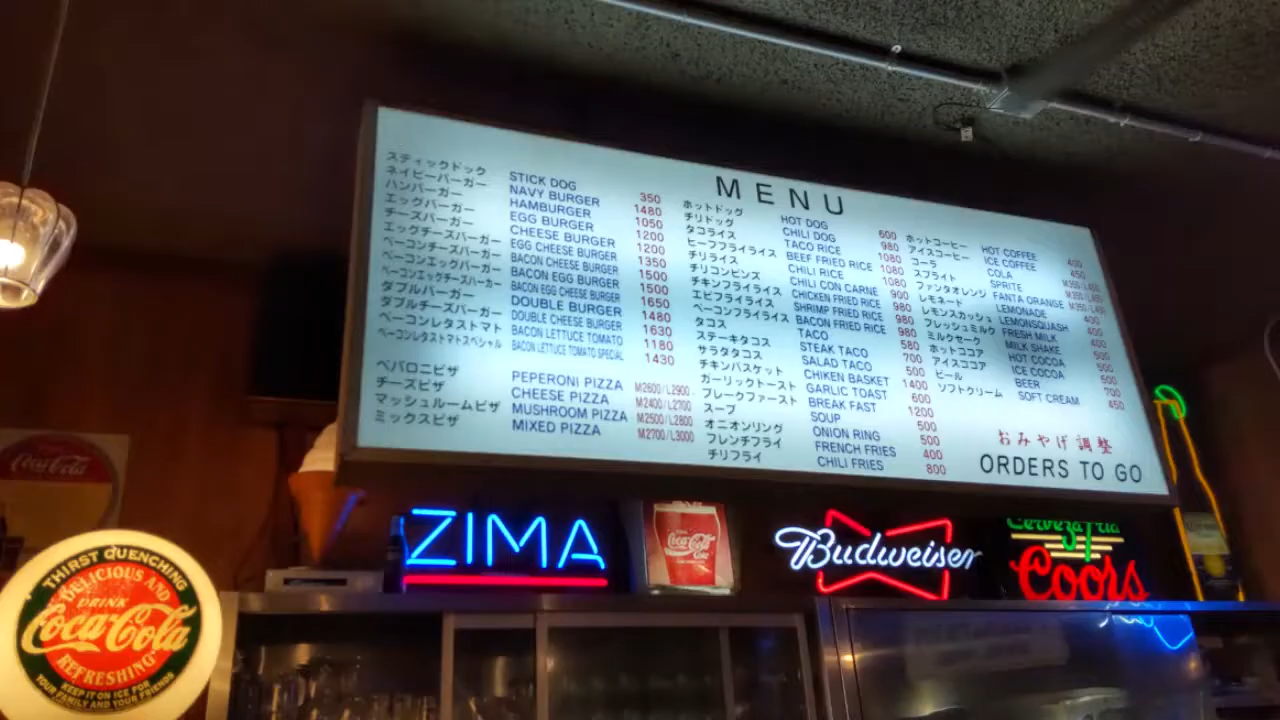 MENU
スティックドック STICK DOG 350
ネイビーバーガー NAVY BURGER 1480
ハンバーガー HAMBURGER 1050
エッグバーガー EGG BURGER 1200
チーズバーガー CHEESE BURGER 1200
エッグチーズバーガー EGG CHEESE BURGER 1350
ベーコンチーズバーガー BACON CHEESE BURGER 1500
ベーコンエッグバーガー BACON EGG BURGER 1500
ベーコンエッグチーズバーガー BACON EGG CHEESE BURGER 1650
ダブルバーガー DOUBLE BURGER 1480
ダブルチーズバーガー DOUBLE CHEESE BURGER 1630
ベーコンレタストマト BACON LETTUCE TOMATO 1180
ベーコンレタストマトスペシャル BACON LETTUCE TOMATO SPECIAL 1430
ペパロニピザ PEPERONI PIZZA M2600/L2900
チーズピザ CHEESE PIZZA M2400/L2700
マッシュルームピザ MUSHROOM PIZZA M2500/L2800
ミックスピザ MIXED PIZZA M2700/L3000
ホットドッグ HOT DOG 600
チリドッグ CHILI DOG 980
タコライス TACO RICE 1080
ビーフフライライス BEEF FRIED RICE 1080
チリライス CHILI RICE 1080
チリコンビンズ CHILI CON CARNE 900
チキンフライライス CHICKEN FRIED RICE 980
エビフライライス SHRIMP FRIED RICE 980
ベーコンフライライス BACON FRIED RICE 980
タコス TACO 580
ステーキタコス STEAK TACO 700
サラダタコス SALAD TACO 500
チキンバスケット CHIKEN BASKET 1400
ガーリックトースト GARLIC TOAST 600
ブレークファースト BREAK FAST 1200
スープ SOUP 500
オニオンリング ONION RING 500
フレンチフライ FRENCH FRIES 400
チリフライ CHILI FRIES 800
ホットコーヒー HOT COFFEE 400
アイスコーヒー ICE COFFEE 450
コーラ COLA M350/L450
スプライト SPRITE M350/L450
ファンタオレンジ FANTA ORANGE M350/L450
レモネード LEMONADE 400
レモンスカッシュ LEMONSQUASH 400
フレッシュミルク FRESH MILK 400
ミルクセーク MILK SHAKE 500
ホットココア HOT COCOA 500
アイスココア ICE COCOA 500
ビール BEER 700
ソフトクリーム SOFT CREAM 450
おみやげ調整
ORDERS TO GO
Coca-Cola
ZIMA
Coca-Cola
Budweiser
Cerveza Fria
Coors
THIRST QUENCHING
DELICIOUS AND
DRINK
Coca-Cola
REFRESHING
KEEP IT ON ICE FOR
YOUR FAMILY AND YOUR FRIENDS